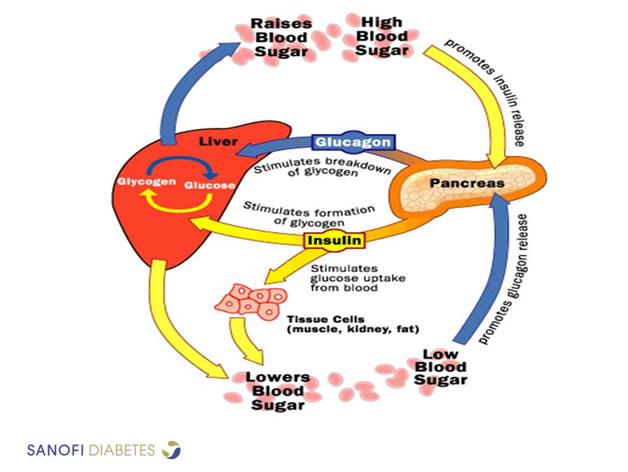 Raises
Blood
Sugar
High
Blood
Sugar
promotes insulin release
Liver
Glucagon
Stimulates breakdown
of glycogen
Glycogen
Glucose
Pancreas
Stimulates formation
of glycogen
Insulin
Stimulates
glucose uptake
from blood
Tissue Cells
(muscle, kidney, fat)
promotes glucagon release
Lowers
Blood
Sugar
Low
Blood
Sugar
SANOFI DIABETES